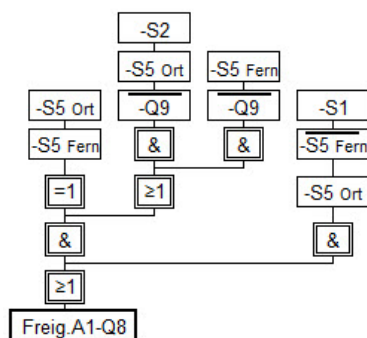 -S2
-S5 Ort
-S5 Fern
-S5 Ort
-Q9
-Q9
-S1
-S5 Fern
&
&
-S5 Fern
=1
≥1
-S5 Ort
&
&
≥1
Freig.A1-Q8